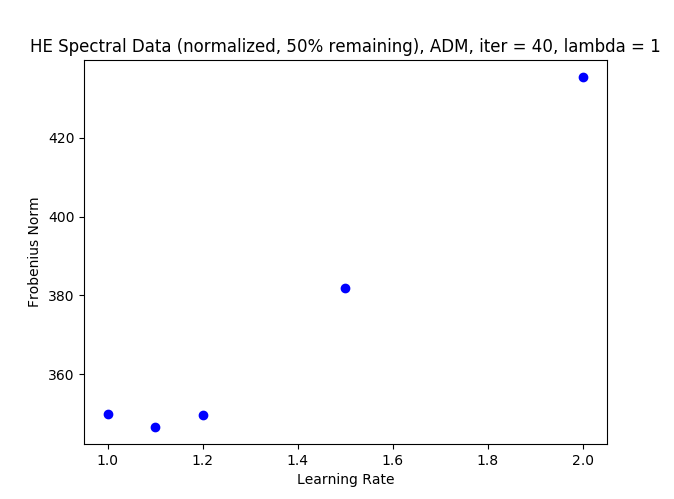 HE Spectral Data (normalized, 50% remaining), ADM, iter = 40, lambda = 1
Frobenius Norm
420
400
380
360
1.0 1.2 1.4 1.6 1.8 2.0
Learning Rate